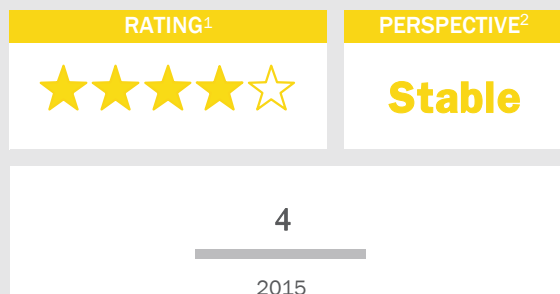 RATING¹
PERSPECTIVE²
Stable
4
2015